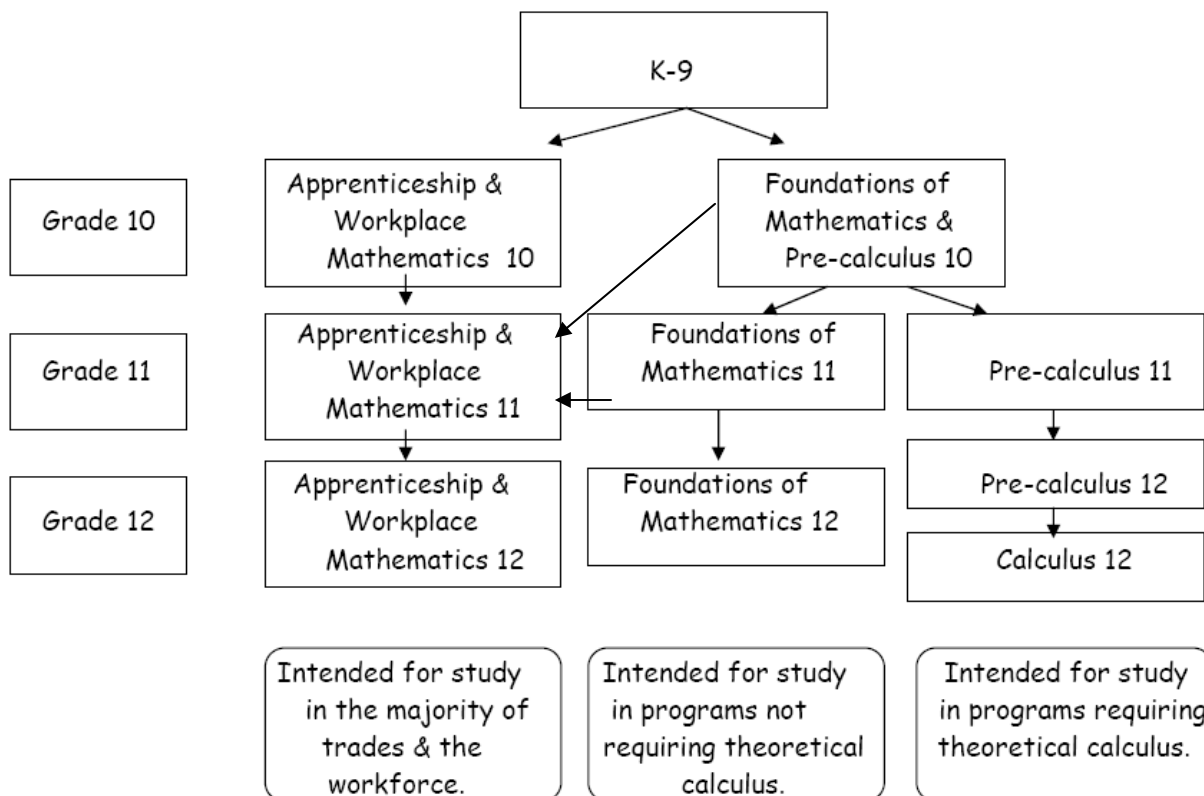 K-9
Grade 10
Apprenticeship &
Workplace
Mathematics 10
Foundations of
Mathematics &
Pre-calculus 10
Grade 11
Apprenticeship &
Workplace
Mathematics 11
Foundations of
Mathematics 11
Pre-calculus 11
Grade 12
Apprenticeship &
Workplace
Mathematics 12
Foundations of
Mathematics 12
Pre-calculus 12
Calculus 12
Intended for study
in the majority of
trades & the
workforce.
Intended for study
in programs not
requiring theoretical
calculus.
Intended for study
in programs requiring
theoretical calculus.